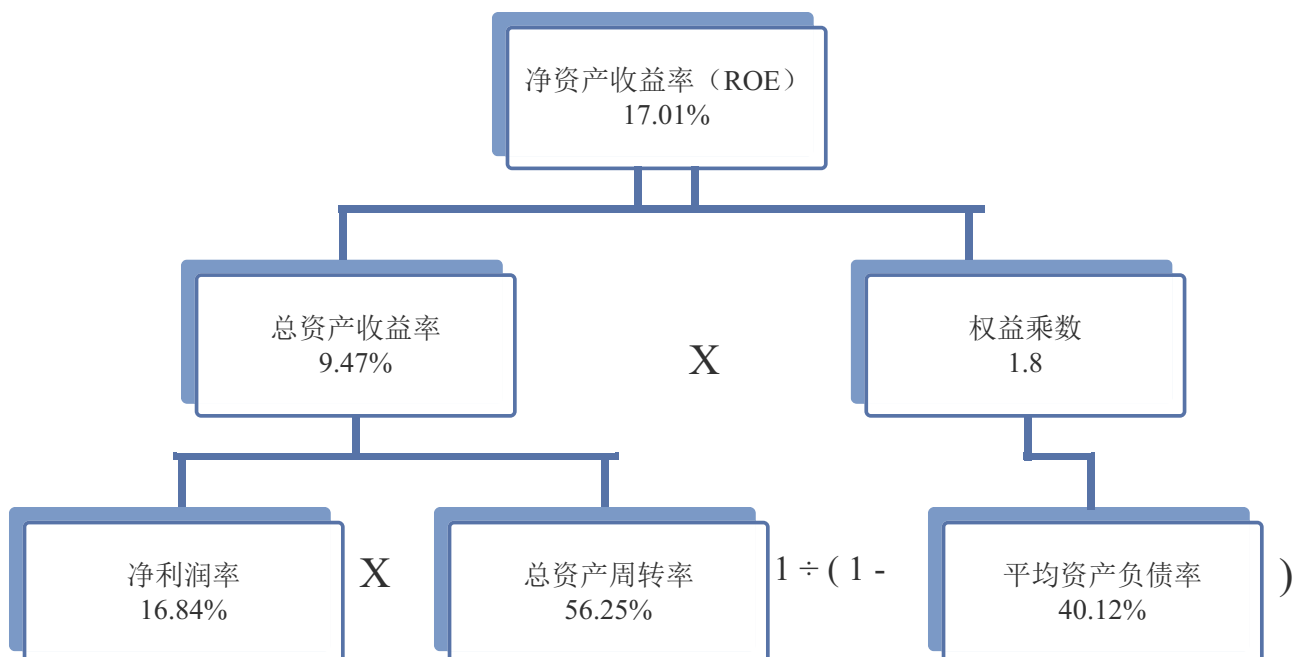 净资产收益率（ROE）
17.01%
总资产收益率
9.47%
X
权益乘数
1.8
净利润率
16.84%
X
总资产周转率
56.25%
1 ÷ ( 1 -
平均资产负债率
40.12%
)